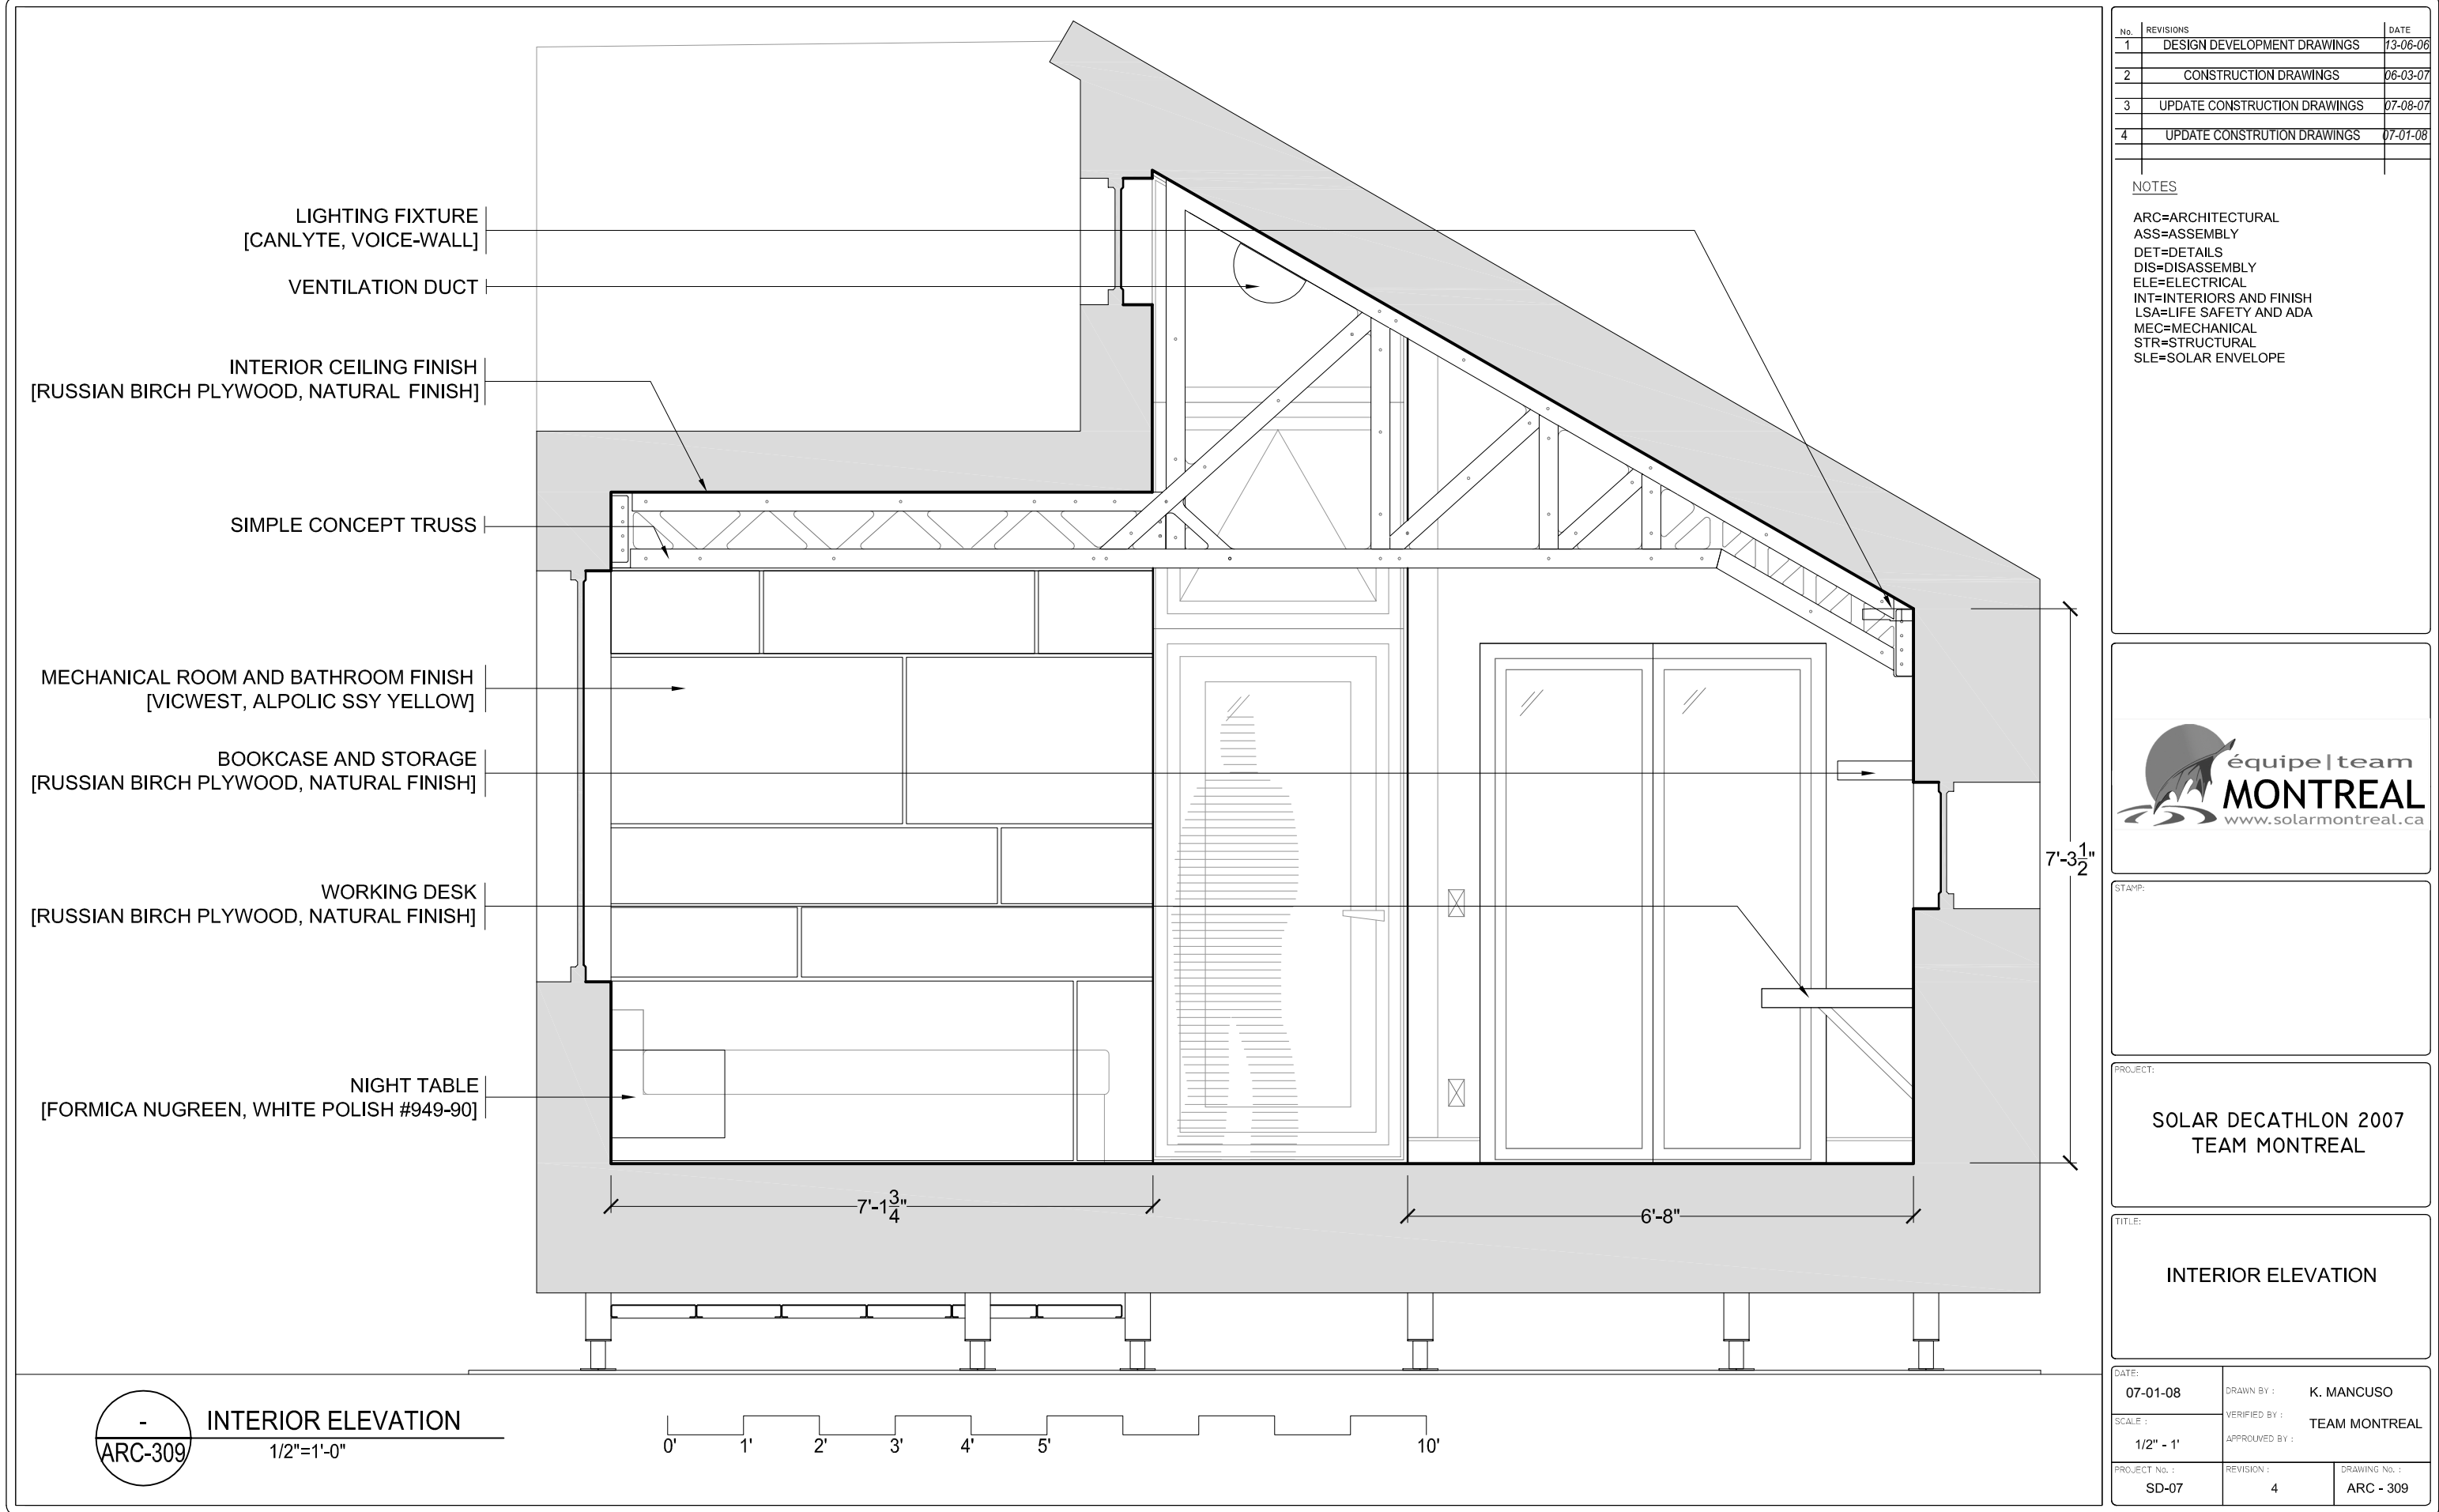 LIGHTING FIXTURE
[CANLYTE, VOICE-WALL]
VENTILATION DUCT
INTERIOR CEILING FINISH
[RUSSIAN BIRCH PLYWOOD, NATURAL FINISH]
SIMPLE CONCEPT TRUSS
MECHANICAL ROOM AND BATHROOM FINISH
[VICWEST, ALPOLIC SSY YELLOW]
BOOKCASE AND STORAGE
[RUSSIAN BIRCH PLYWOOD, NATURAL FINISH]
WORKING DESK
[RUSSIAN BIRCH PLYWOOD, NATURAL FINISH]
NIGHT TABLE
[FORMICA NUGREEN, WHITE POLISH #949-90]
7'-3 1/2"
7'-1 3/4"
6'-8"
-
ARC-309
INTERIOR ELEVATION
1/2"=1'-0"
0' 1' 2' 3' 4' 5' 10'
No. REVISIONS DATE
1 DESIGN DEVELOPMENT DRAWINGS 13-06-06
2 CONSTRUCTION DRAWINGS 06-03-07
3 UPDATE CONSTRUCTION DRAWINGS 07-08-07
4 UPDATE CONSTRUTION DRAWINGS 07-01-08
NOTES
ARC=ARCHITECTURAL
ASS=ASSEMBLY
DET=DETAILS
DIS=DISASSEMBLY
ELE=ELECTRICAL
INT=INTERIORS AND FINISH
LSA=LIFE SAFETY AND ADA
MEC=MECHANICAL
STR=STRUCTURAL
SLE=SOLAR ENVELOPE
équipe|team
MONTREAL
www.solarmontreal.ca
STAMP:
PROJECT:
SOLAR DECATHLON 2007
TEAM MONTREAL
TITLE:
INTERIOR ELEVATION
DATE:
07-01-08
DRAWN BY : K. MANCUSO
SCALE :
1/2" - 1'
VERIFIED BY : TEAM MONTREAL
APPROUVED BY :
PROJECT No. :
SD-07
REVISION :
4
DRAWING No. :
ARC - 309